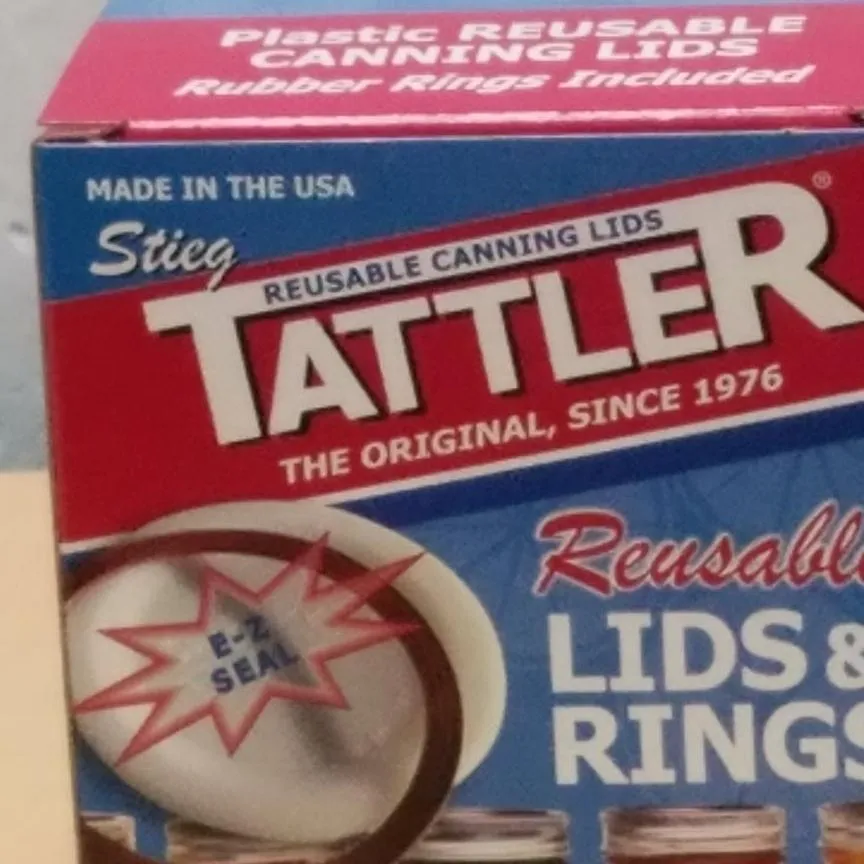 Plastic REUSABLE
CANNING LIDS
Rubber Rings Included
MADE IN THE USA
Stieg
REUSABLE CANNING LIDS
TATTLER®
THE ORIGINAL, SINCE 1976
E-Z
SEAL
Reusable
LIDS &
RINGS